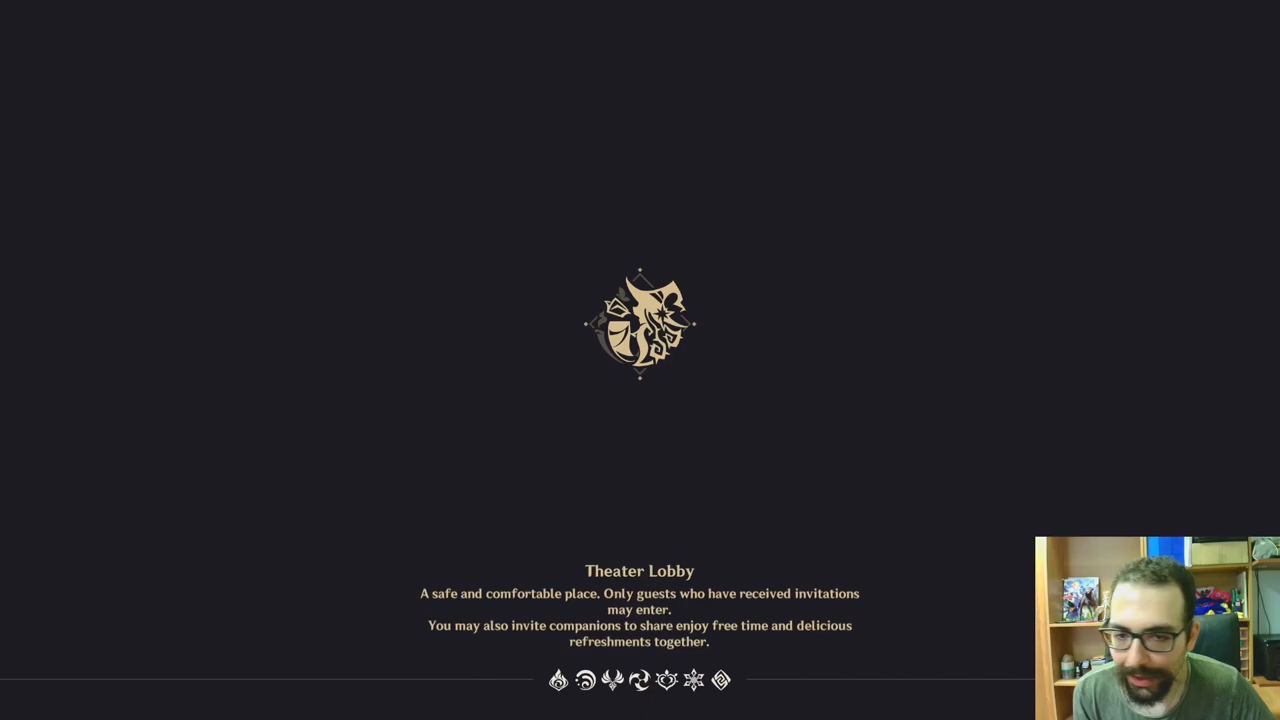 Theater Lobby
A safe and comfortable place. Only guests who have received invitations
may enter.
You may also invite companions to share enjoy free time and delicious
refreshments together.